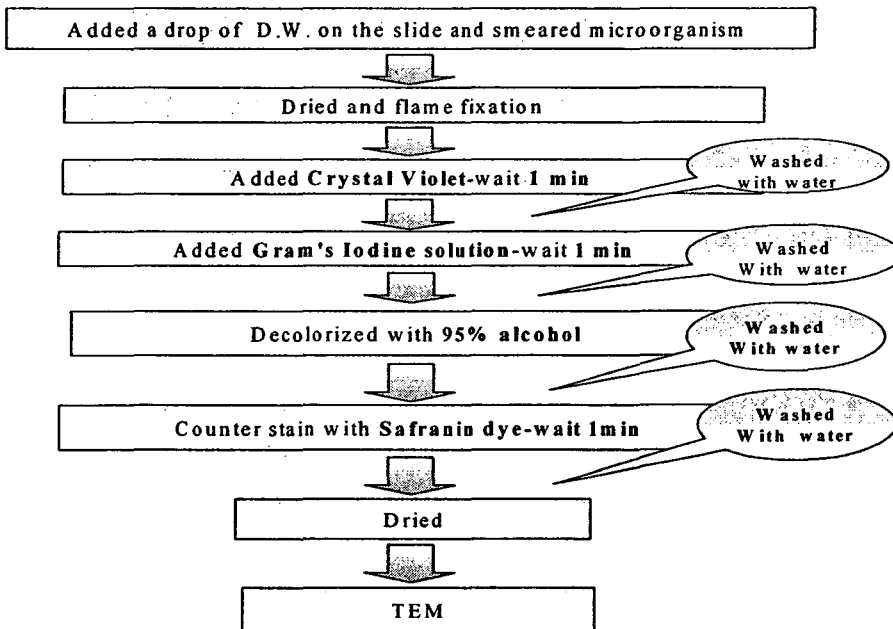 Added a drop of D.W. on the slide and smeared microorganism
Dried and flame fixation
Added Crystal Violet-wait 1 min
Washed
with water
Added Gram's Iodine solution-wait 1 min
Washed
With water
Decolorized with 95% alcohol
Washed
With water
Counter stain with Safranin dye-wait 1min
Washed
With water
Dried
TEM